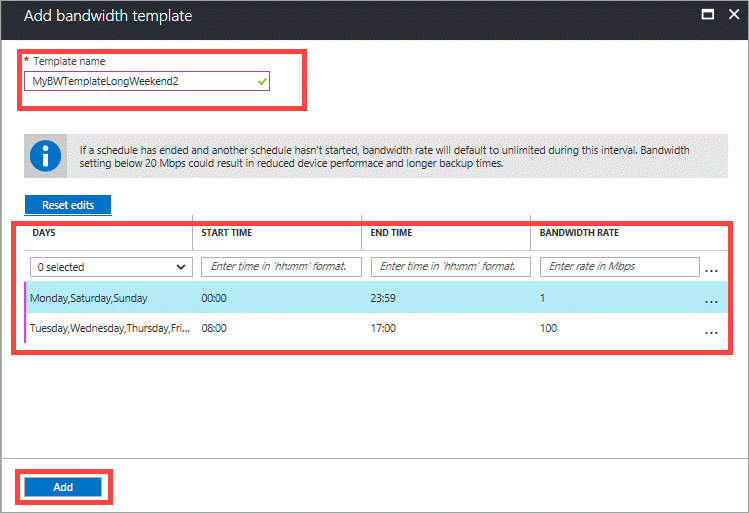 Add bandwidth template
* Template name
MyBWTemplateLongWeekend2
If a schedule has ended and another schedule hasn't started, bandwidth rate will default to unlimited during this interval. Bandwidth
setting below 20 Mbps could result in reduced device performace and longer backup times.
Reset edits
DAYS START TIME END TIME BANDWIDTH RATE
0 selected Enter time in 'hh:mm' format. Enter time in 'hh:mm' format. Enter rate in Mbps ...
Monday,Saturday,Sunday 00:00 23:59 1 ...
Tuesday,Wednesday,Thursday,Fri... 08:00 17:00 100 ...
Add